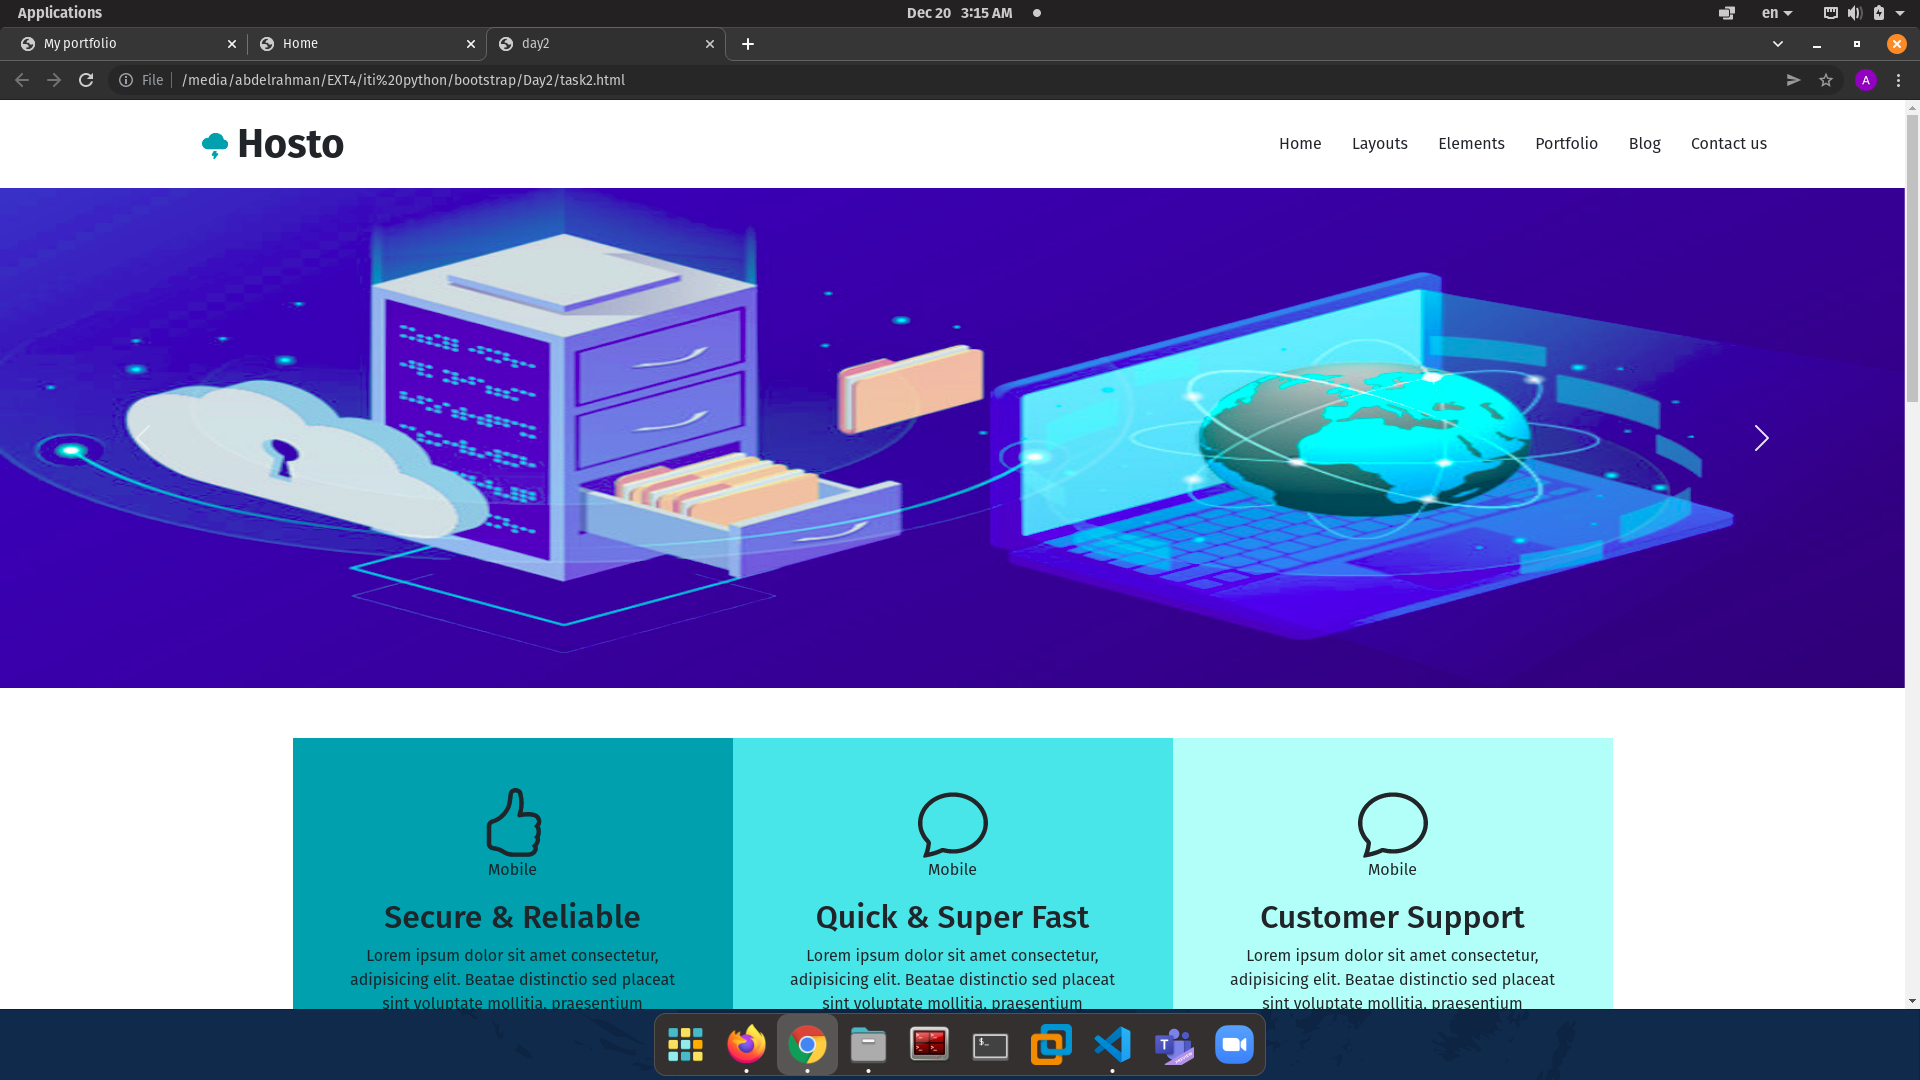 Applications
Dec 20 3:15 AM
en
My portfolio
Home
day2
File
/media/abdelrahman/EXT4/iti%20python/bootstrap/Day2/task2.html
A
Hosto
Home Layouts Elements Portfolio Blog Contact us
Mobile
Secure & Reliable
Lorem ipsum dolor sit amet consectetur,
adipisicing elit. Beatae distinctio sed placeat
sint voluptate mollitia, praesentium
Mobile
Quick & Super Fast
Lorem ipsum dolor sit amet consectetur,
adipisicing elit. Beatae distinctio sed placeat
sint voluptate mollitia, praesentium
Mobile
Customer Support
Lorem ipsum dolor sit amet consectetur,
adipisicing elit. Beatae distinctio sed placeat
sint voluptate mollitia, praesentium
$_
T